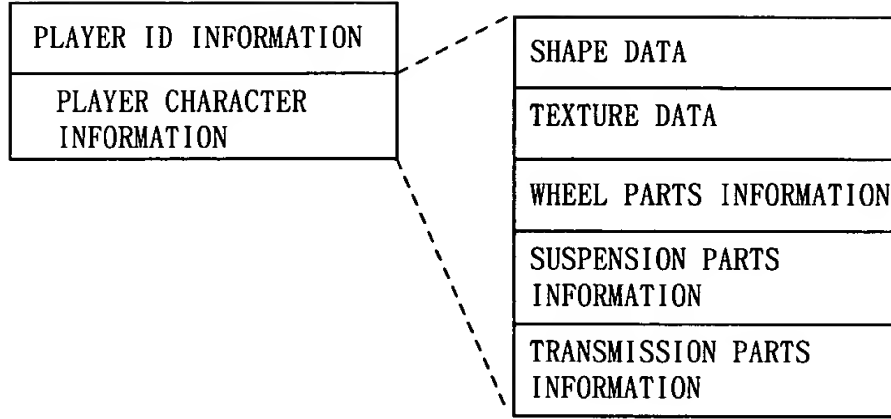 PLAYER ID INFORMATION
PLAYER CHARACTER
INFORMATION
SHAPE DATA
TEXTURE DATA
WHEEL PARTS INFORMATION
SUSPENSION PARTS
INFORMATION
TRANSMISSION PARTS
INFORMATION